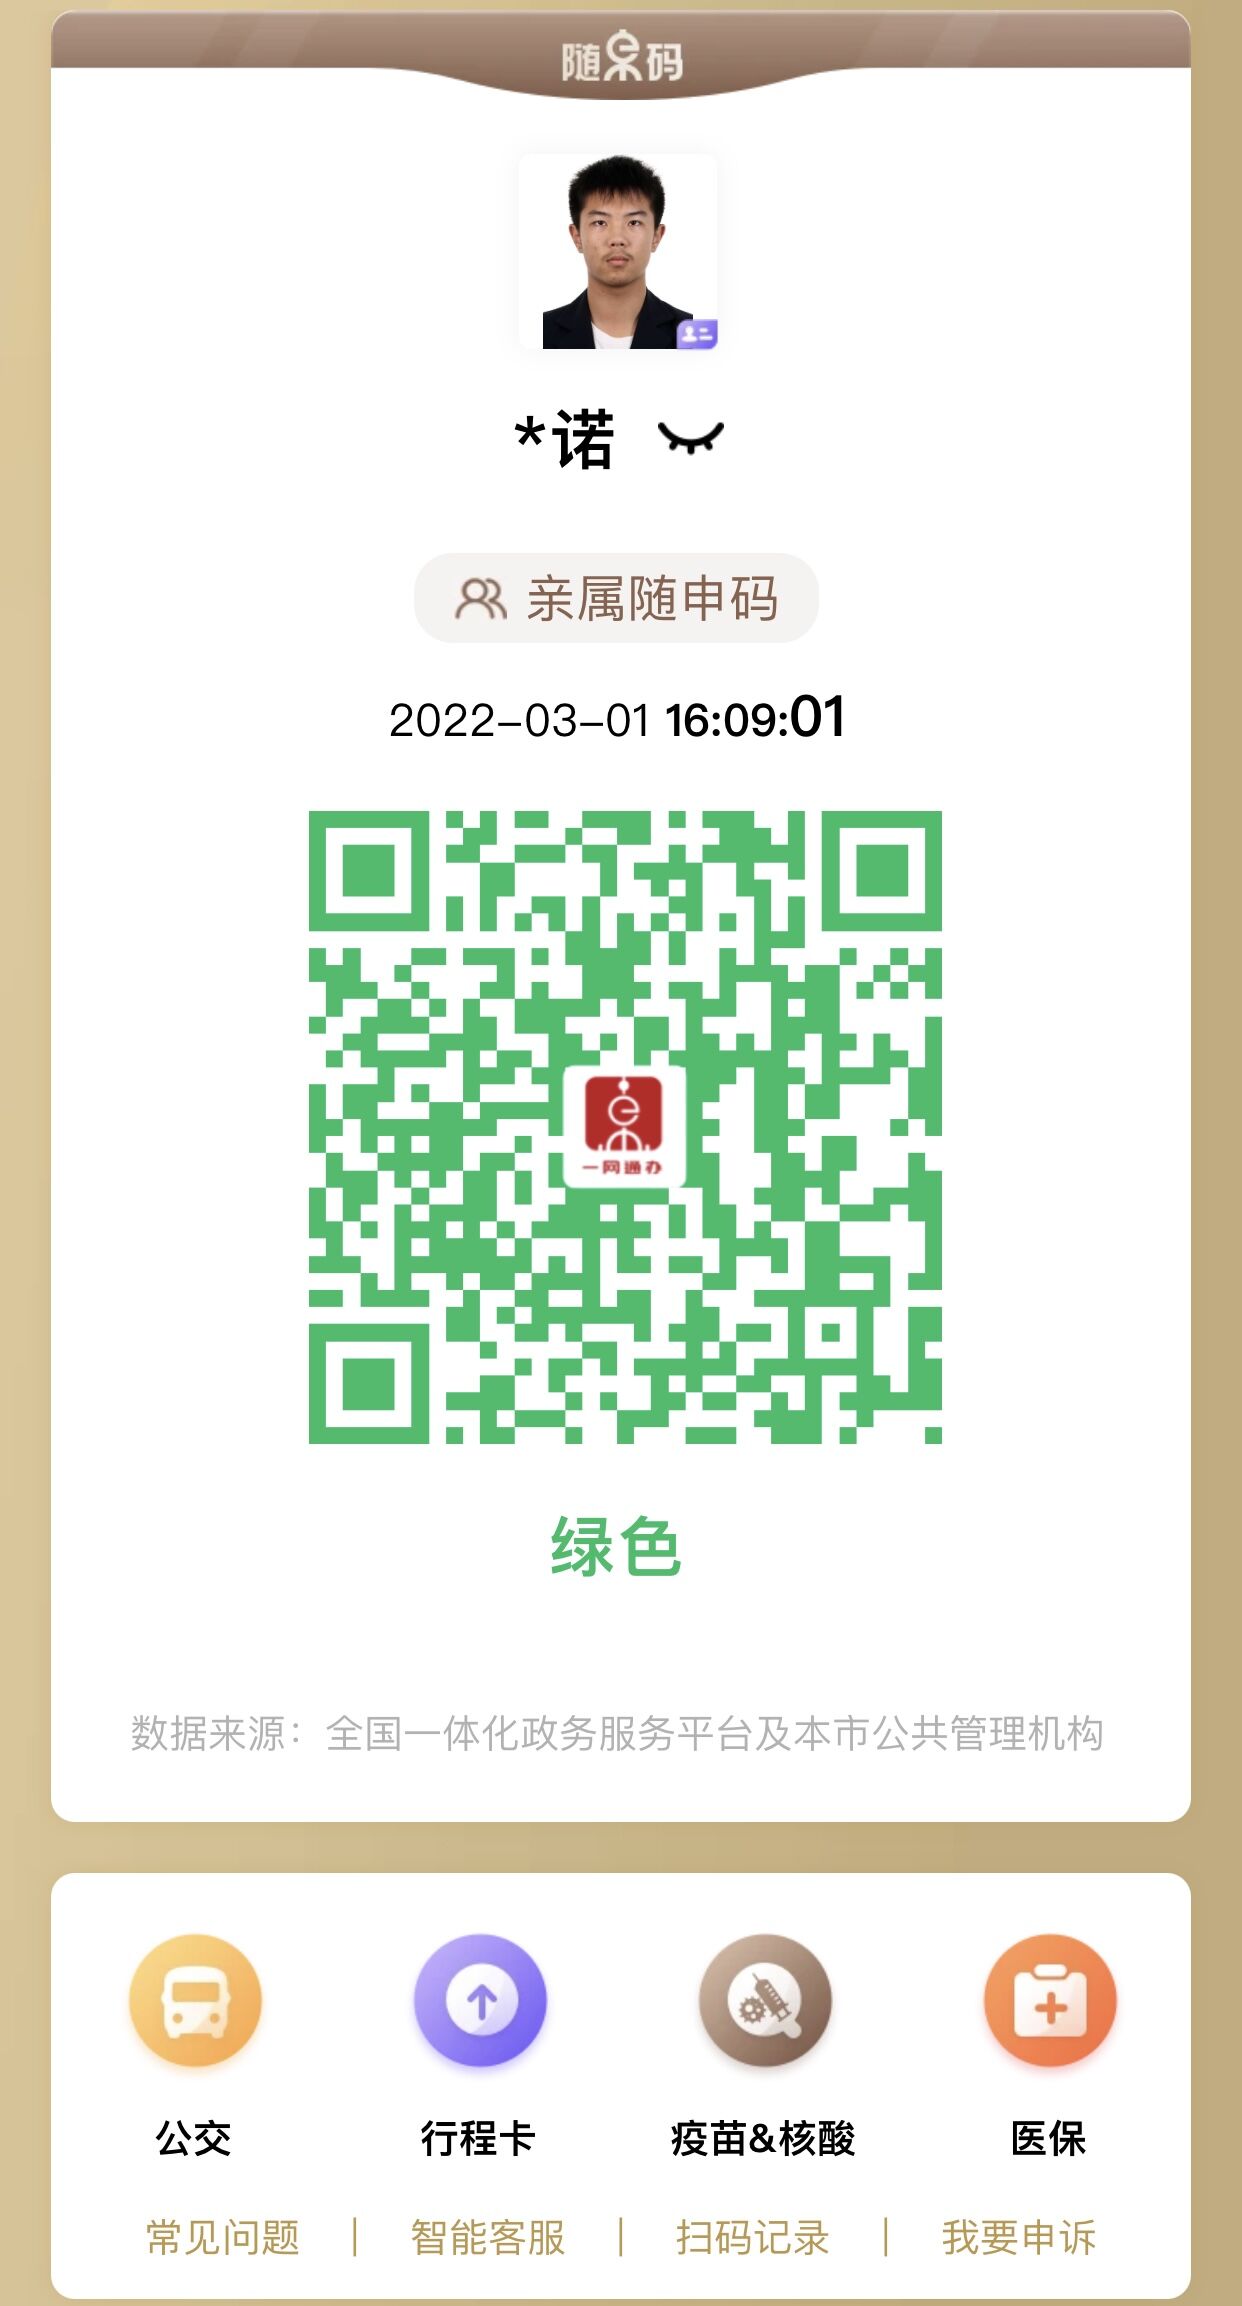 随申码
*诺
亲属随申码
2022-03-01 16:09:01
一网通办
绿色
数据来源：全国一体化政务服务平台及本市公共管理机构
公交 行程卡 疫苗&核酸 医保
常见问题 | 智能客服 | 扫码记录 | 我要申诉